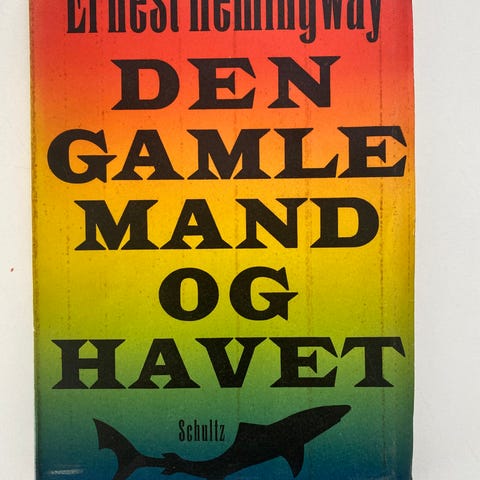 Ernest Hemingway
DEN
GAMLE
MAND
OG
HAVET
Schultz